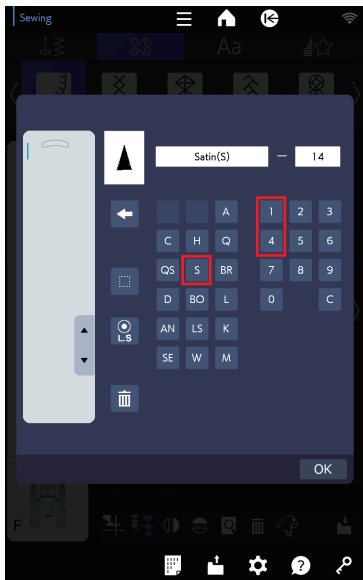 Sewing
Aa
Satin(S) – 14
A 1 2 3
C H Q 4 5 6
QS S BR 7 8 9
D BO L 0 C
L.S
AN LS K
SE W M
OK
F
?